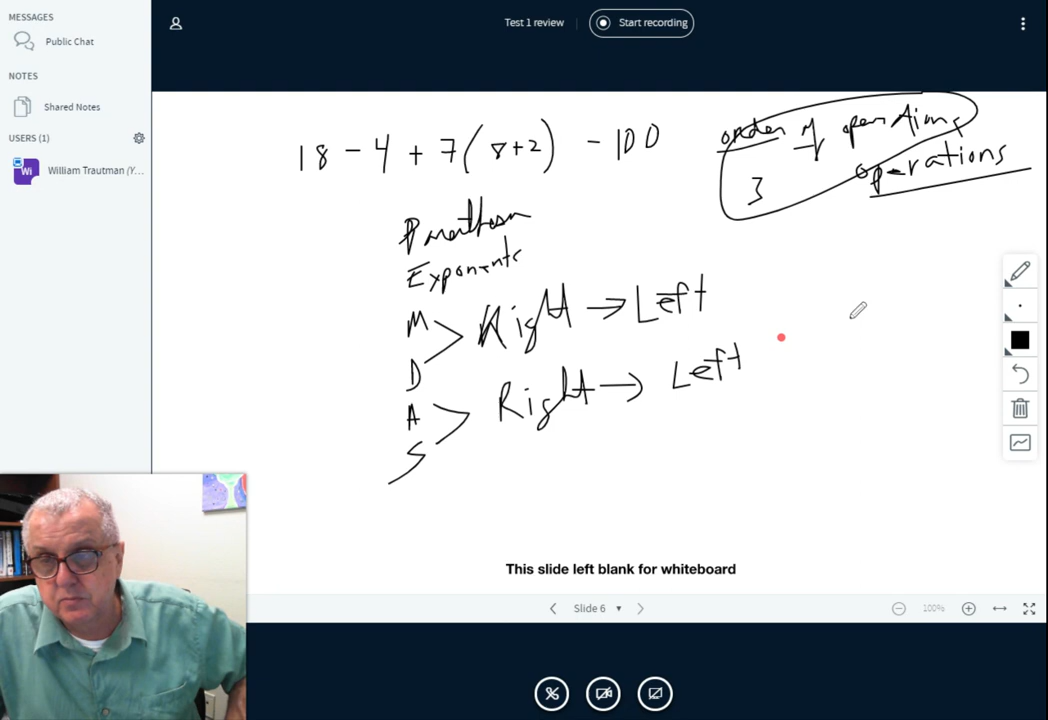 MESSAGES
Public Chat
NOTES
Shared Notes
USERS (1)
William Trautman (Y...
Wi
Test 1 review
Start recording
18 - 4 + 7(8+2) - 100
order of operations
3 operations
Exponents
M > Right → Left
D
A > Right → Left
S
This slide left blank for whiteboard
Slide 6
100%